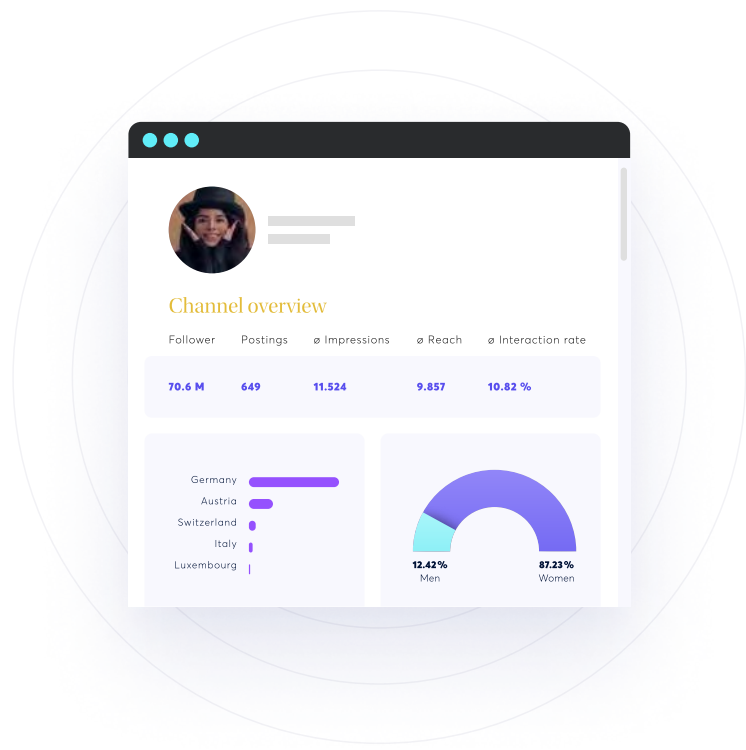 Channel overview
Follower Postings ø Impressions ø Reach ø Interaction rate
70.6 M 649 11.524 9.857 10.82 %
Germany
Austria
Switzerland
Italy
Luxembourg
12.42% 87.23%
Men Women